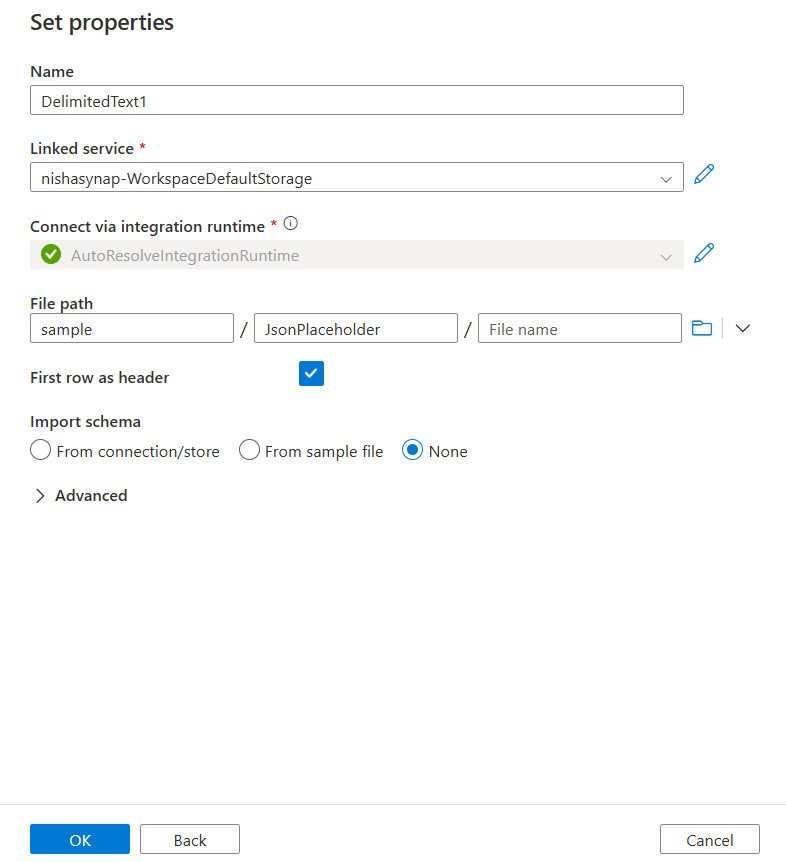 Set properties
Name
DelimitedText1
Linked service *
nishasynap-WorkspaceDefaultStorage
Connect via integration runtime *
AutoResolveIntegrationRuntime
File path
sample / JsonPlaceholder / File name
First row as header
Import schema
From connection/store From sample file None
Advanced
OK Back Cancel